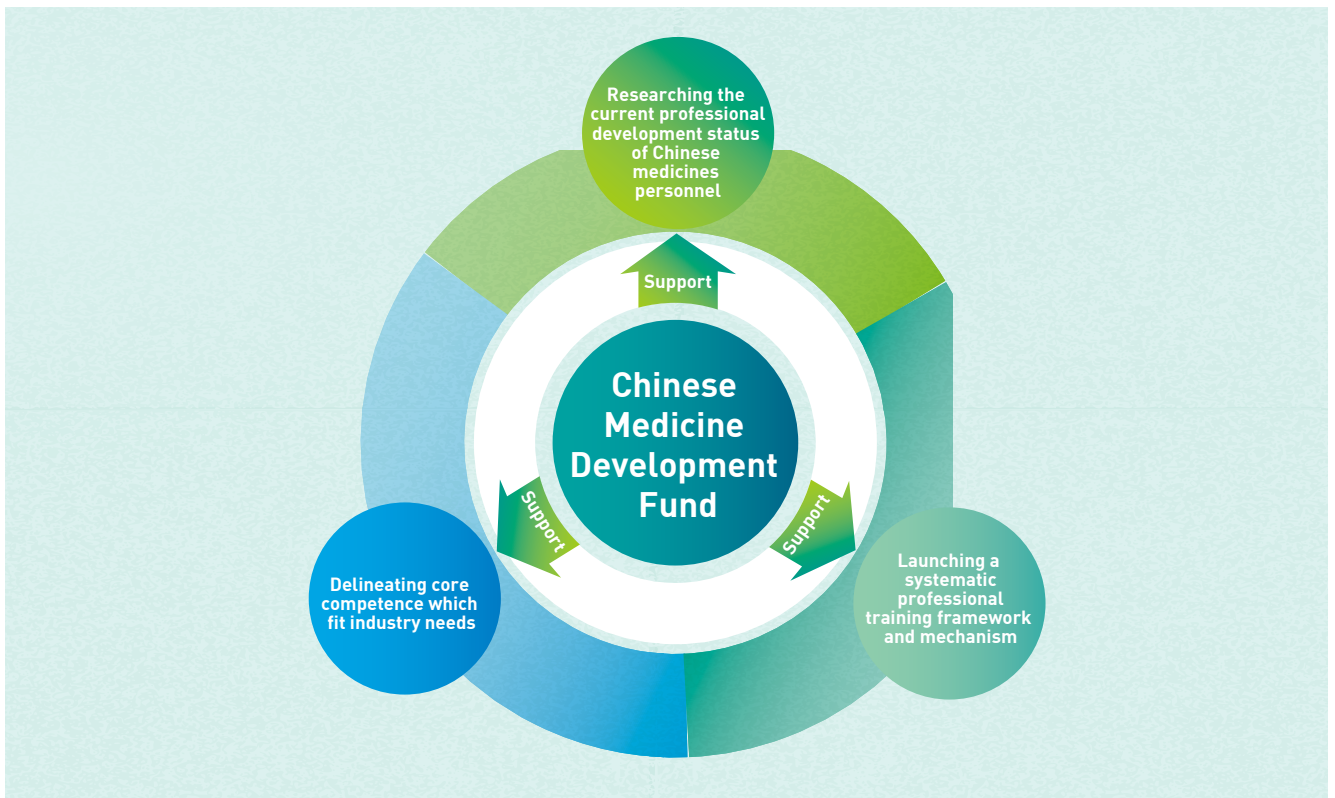 Researching the
current professional
development status
of Chinese
medicines
personnel
Support
Chinese
Medicine
Development
Fund
Support
Support
Delineating core
competence which
fit industry needs
Launching a
systematic
professional
training framework
and mechanism